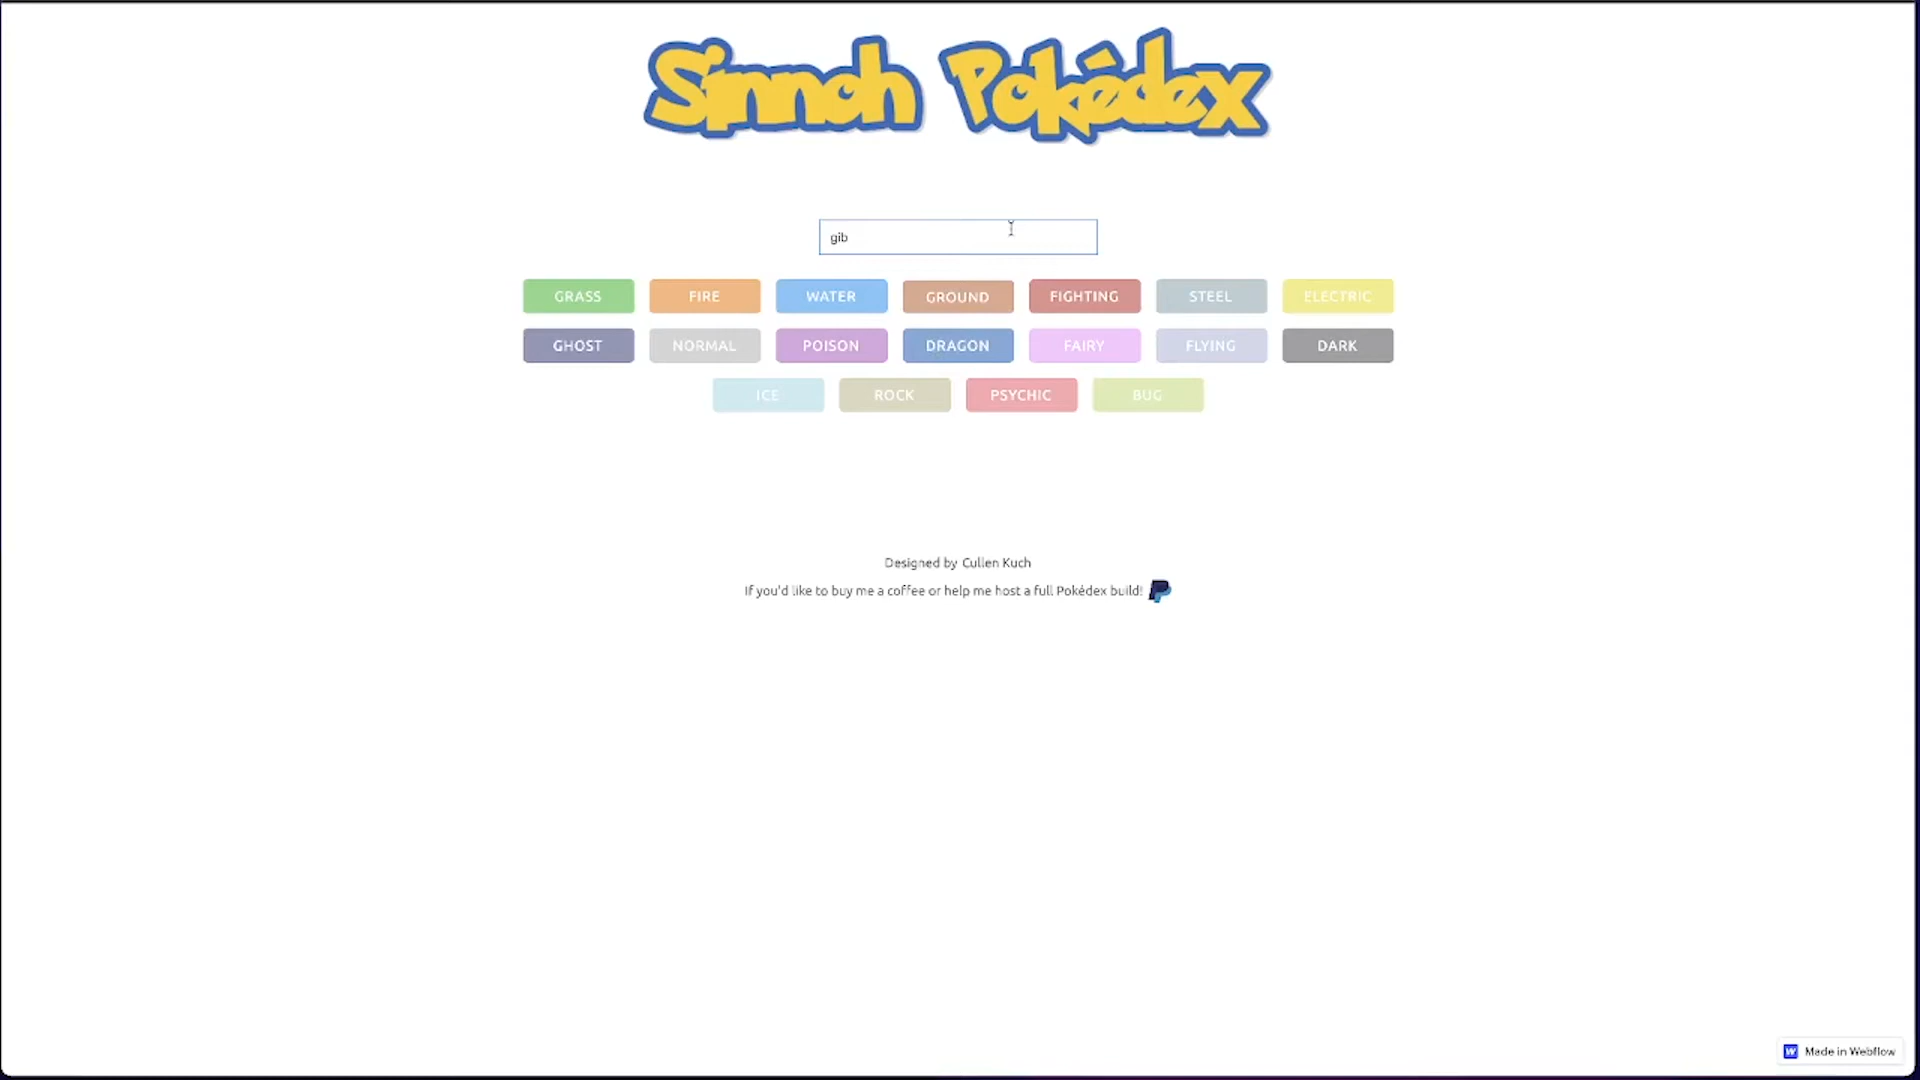 Sinnoh Pokédex
gib
GRASS FIRE WATER GROUND FIGHTING STEEL ELECTRIC
GHOST NORMAL POISON DRAGON FAIRY FLYING DARK
ICE ROCK PSYCHIC BUG
Designed by Cullen Kuch
If you'd like to buy me a coffee or help me host a full Pokédex build!
Made in Webflow